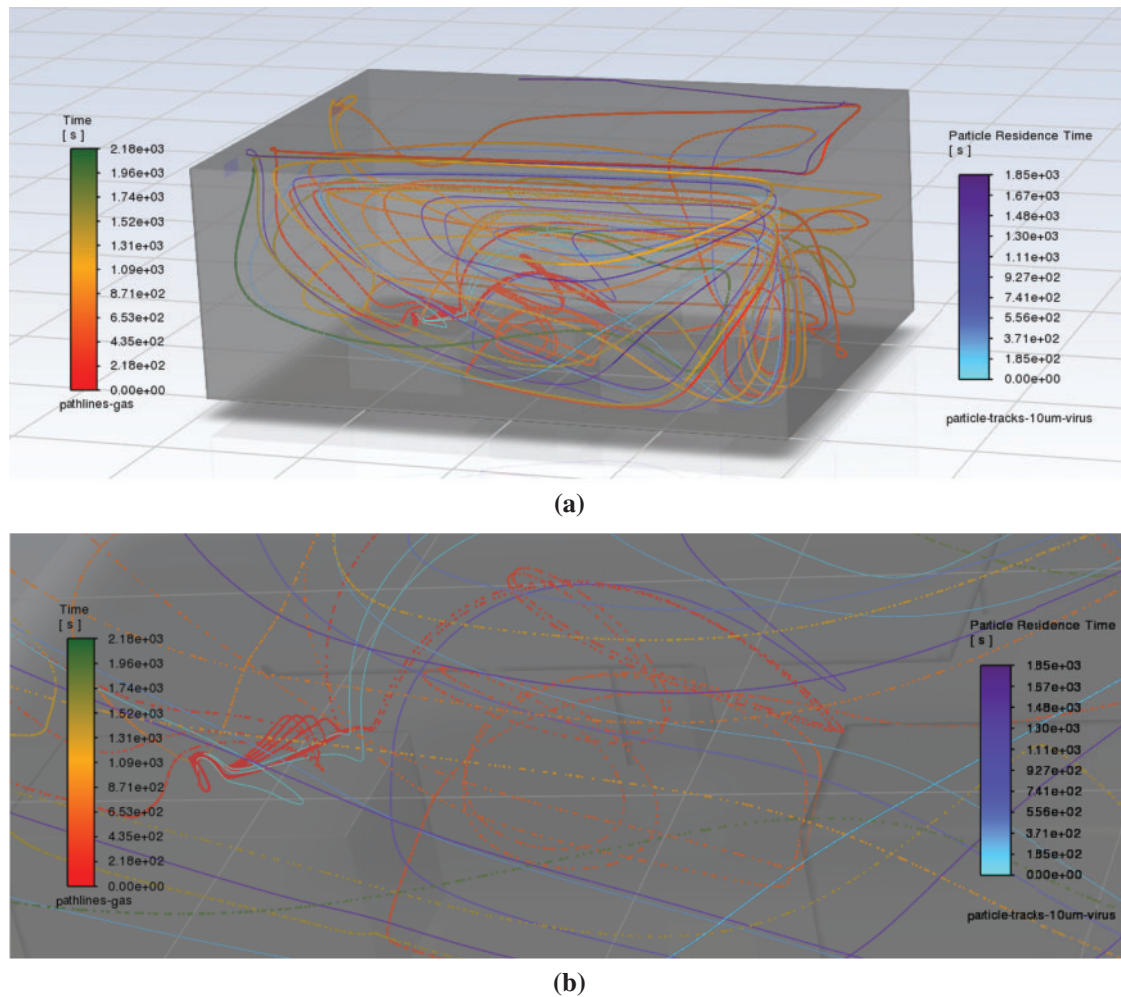 Time
[ s ]
2.18e+03
1.96e+03
1.74e+03
1.52e+03
1.31e+03
1.09e+03
8.71e+02
6.53e+02
4.35e+02
2.18e+02
0.00e+00
pathlines-gas
Particle Residence Time
[ s ]
1.85e+03
1.67e+03
1.48e+03
1.30e+03
1.11e+03
9.27e+02
7.41e+02
5.56e+02
3.71e+02
1.85e+02
0.00e+00
particle-tracks-10um-virus
(a)
Time
[ s ]
2.18e+03
1.96e+03
1.74e+03
1.52e+03
1.31e+03
1.09e+03
8.71e+02
6.53e+02
4.35e+02
2.18e+02
0.00e+00
pathlines-gas
Particle Residence Time
[ s ]
1.85e+03
1.67e+03
1.48e+03
1.30e+03
1.11e+03
9.27e+02
7.41e+02
5.56e+02
3.71e+02
1.85e+02
0.00e+00
particle-tracks-10um-virus
(b)